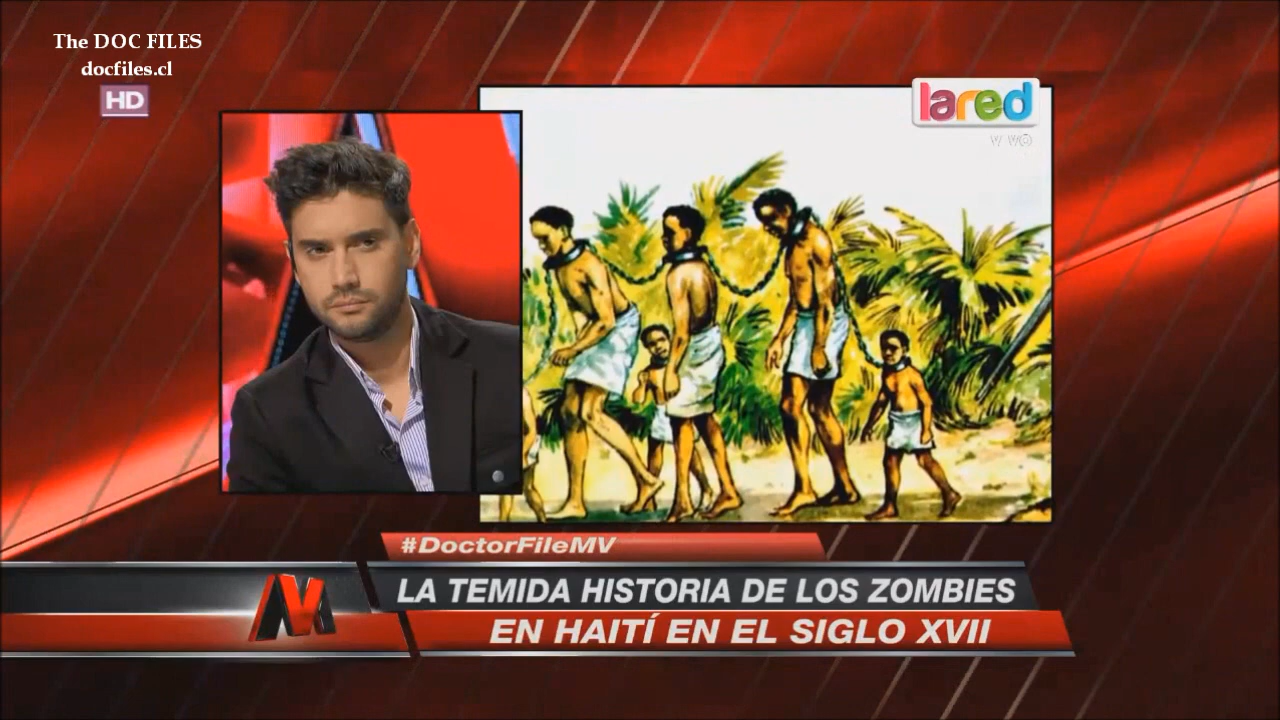 The DOC FILES
docfiles.cl
HD
lared
#DoctorFileMV
LA TEMIDA HISTORIA DE LOS ZOMBIES
EN HAITÍ EN EL SIGLO XVII